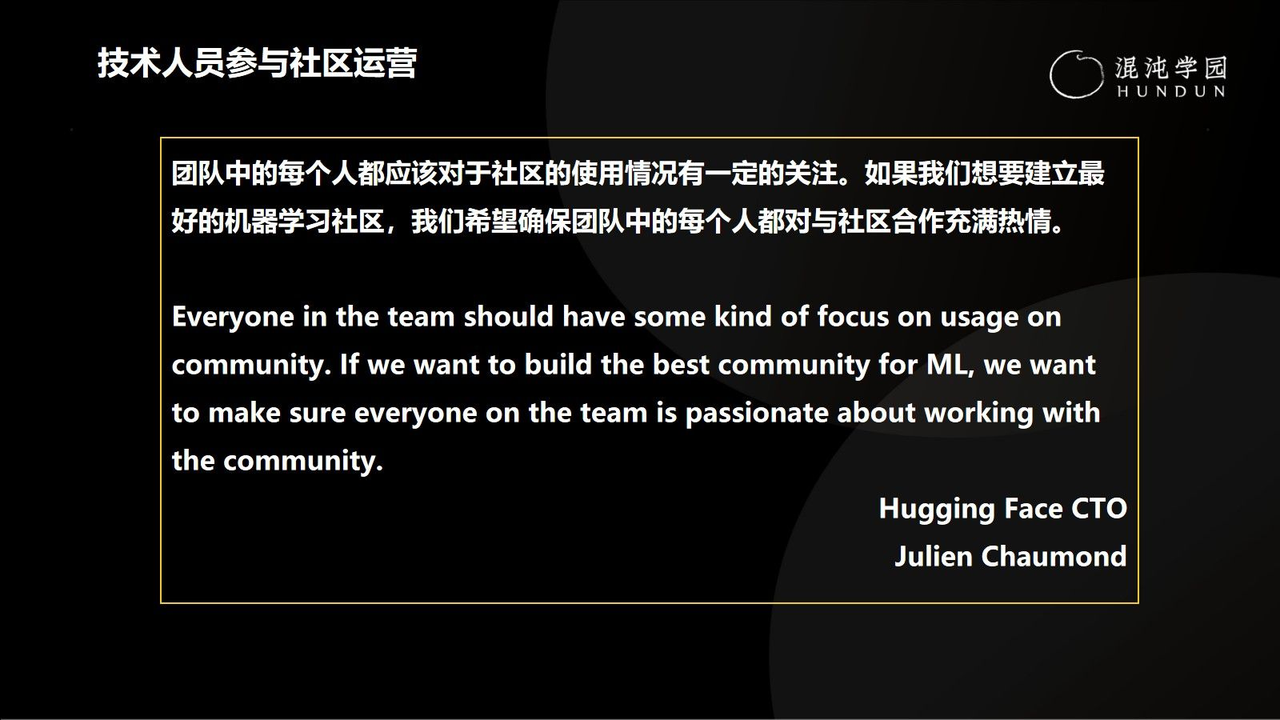 技术人员参与社区运营
混沌学园
HUNDUN
团队中的每个人都应该对于社区的使用情况有一定的关注。如果我们想要建立最
好的机器学习社区，我们希望确保团队中的每个人都对与社区合作充满热情。
Everyone in the team should have some kind of focus on usage on
community. If we want to build the best community for ML, we want
to make sure everyone on the team is passionate about working with
the community.
Hugging Face CTO
Julien Chaumond